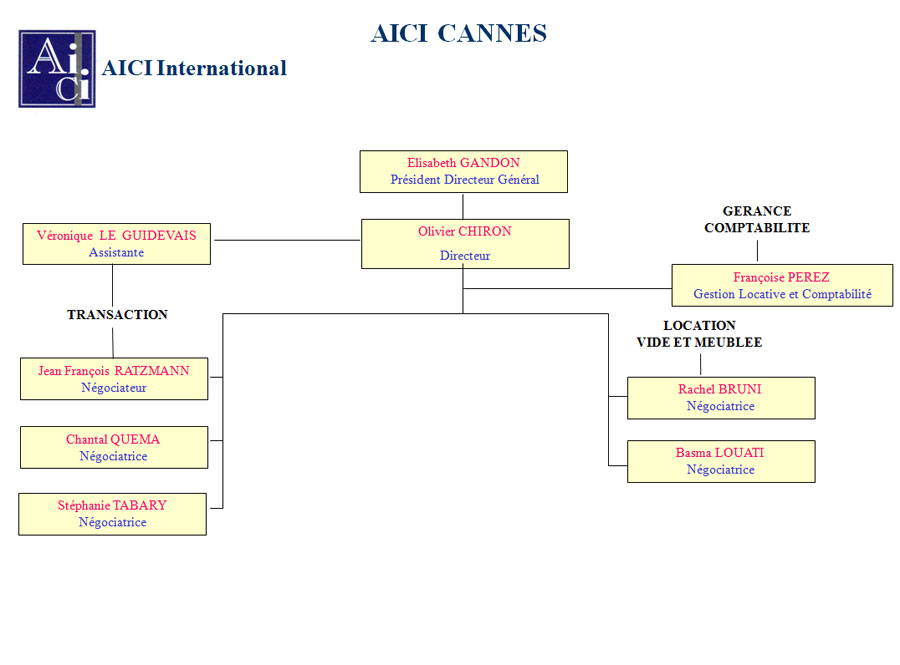 AICI CANNES
Ai.
Ci
AICI International
Elisabeth GANDON
Président Directeur Général
Véronique LE GUIDEVAIS
Assistante
Olivier CHIRON
Directeur
GERANCE
COMPTABILITE
Françoise PEREZ
Gestion Locative et Comptabilité
TRANSACTION
LOCATION
VIDE ET MEUBLEE
Jean François RATZMANN
Négociateur
Rachel BRUNI
Négociatrice
Chantal QUEMA
Négociatrice
Basma LOUATI
Négociatrice
Stéphanie TABARY
Négociatrice